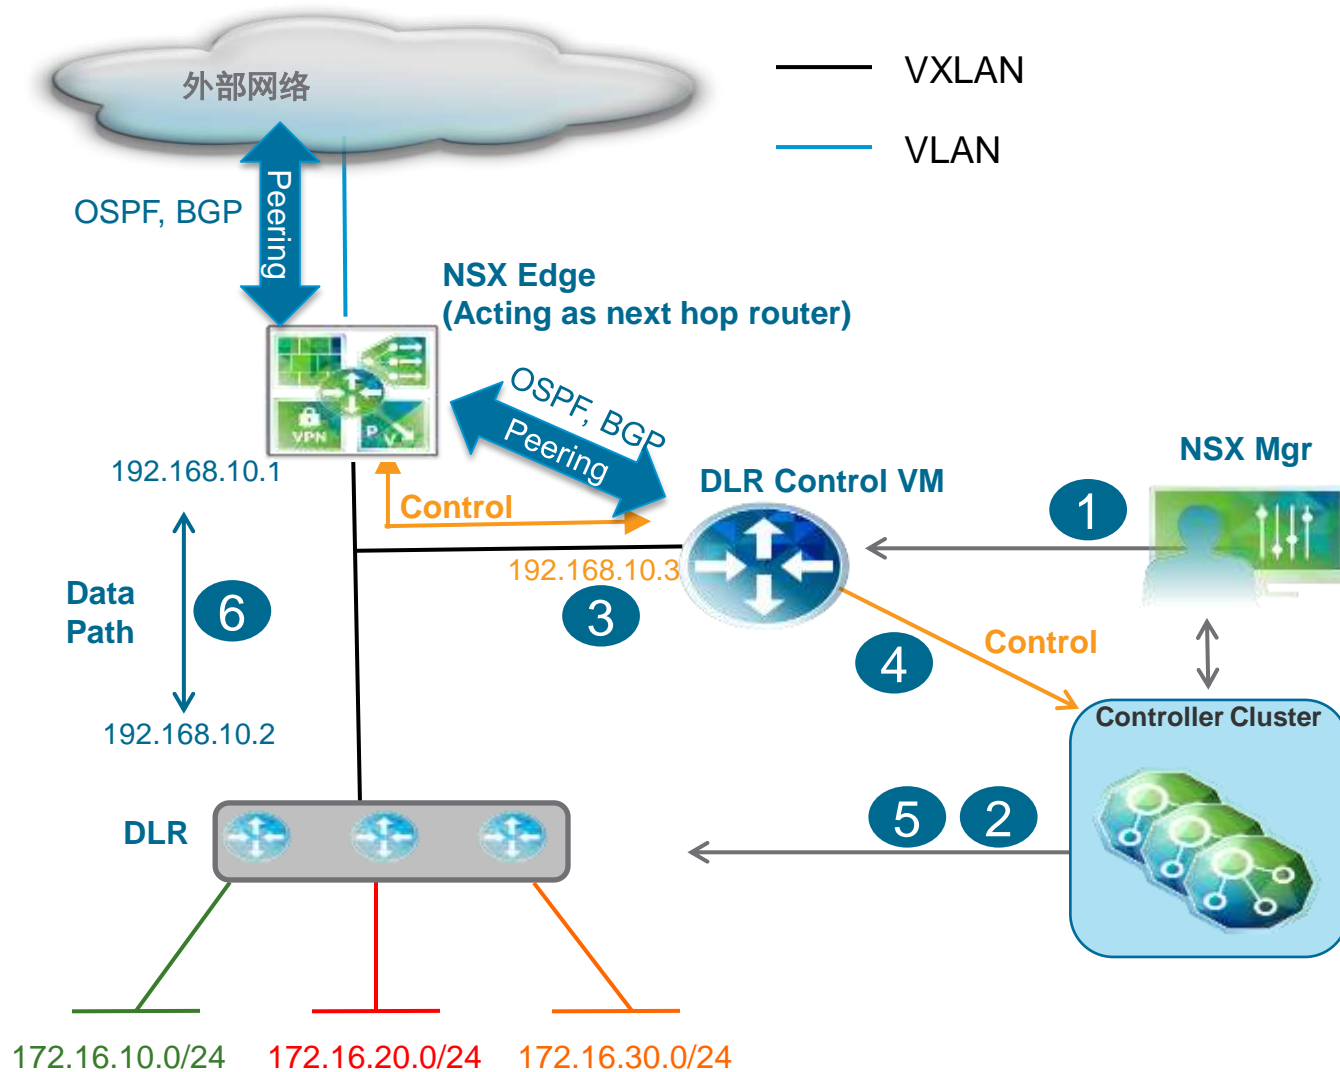 外部网络
VXLAN
VLAN
OSPF, BGP
Peering
NSX Edge
(Acting as next hop router)
OSPF, BGP
Peering
VPN
P
V
192.168.10.1
Control
DLR Control VM
NSX Mgr
1
192.168.10.3
3
Data
Path
6
4
Control
192.168.10.2
Controller Cluster
5
2
DLR
172.16.10.0/24
172.16.20.0/24
172.16.30.0/24